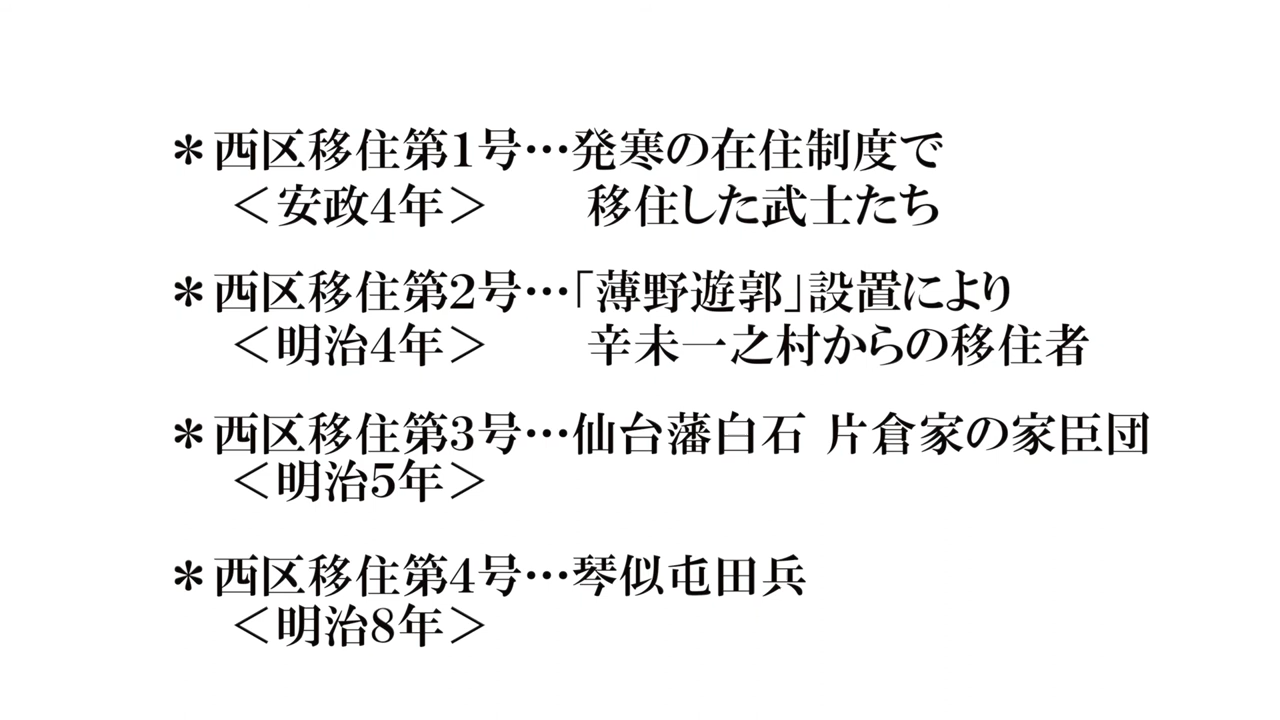 ＊西区移住第1号…発寒の在住制度で
＜安政4年＞　　移住した武士たち
＊西区移住第2号…「薄野遊郭」設置により
＜明治4年＞　　辛未一之村からの移住者
＊西区移住第3号…仙台藩白石 片倉家の家臣団
＜明治5年＞
＊西区移住第4号…琴似屯田兵
＜明治8年＞